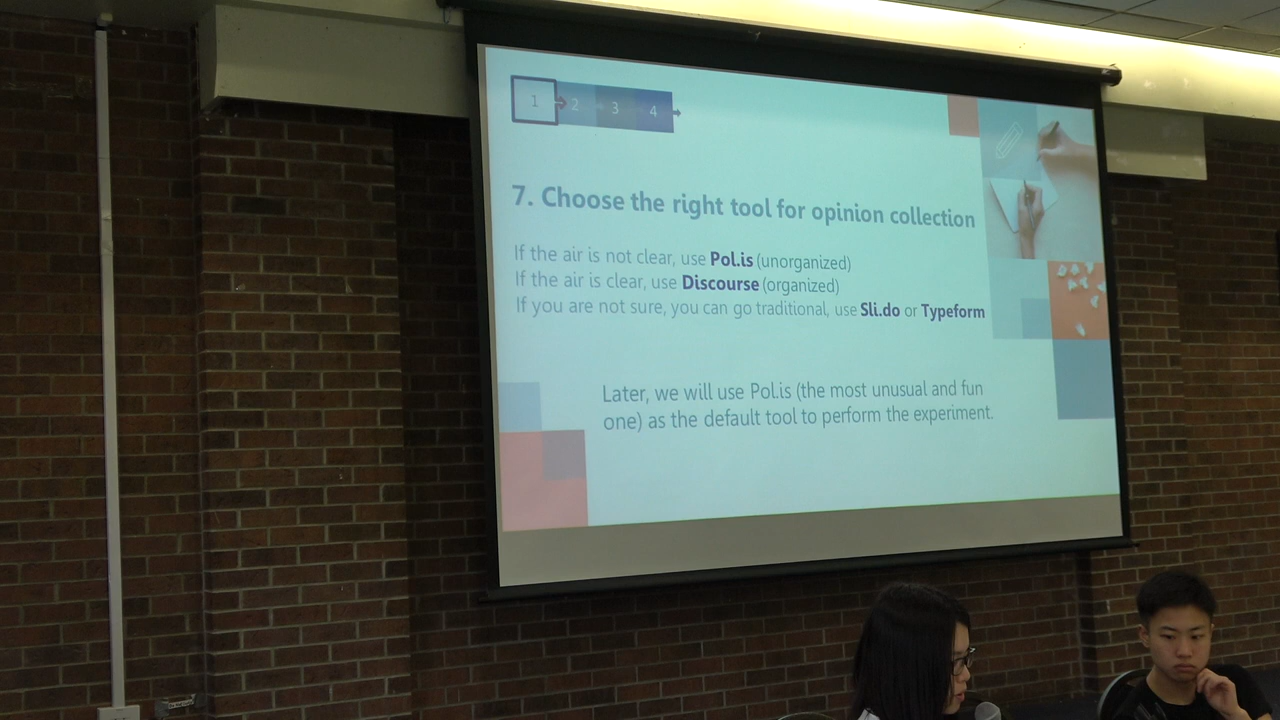 1 2 3 4
7. Choose the right tool for opinion collection
If the air is not clear, use Pol.is (unorganized)
If the air is clear, use Discourse (organized)
If you are not sure, you can go traditional, use Sli.do or Typeform
Later, we will use Pol.is (the most unusual and fun
one) as the default tool to perform the experiment.